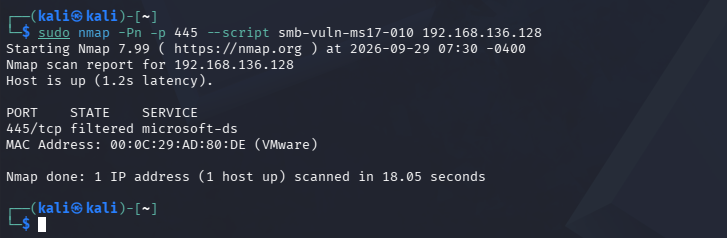 ┌──(kali㉿kali)-[~]
└─$ sudo nmap -Pn -p 445 --script smb-vuln-ms17-010 192.168.136.128
Starting Nmap 7.99 ( https://nmap.org ) at 2026-09-29 07:30 -0400
Nmap scan report for 192.168.136.128
Host is up (1.2s latency).

PORT    STATE    SERVICE
445/tcp filtered microsoft-ds
MAC Address: 00:0C:29:AD:80:DE (VMware)

Nmap done: 1 IP address (1 host up) scanned in 18.05 seconds

┌──(kali㉿kali)-[~]
└─$